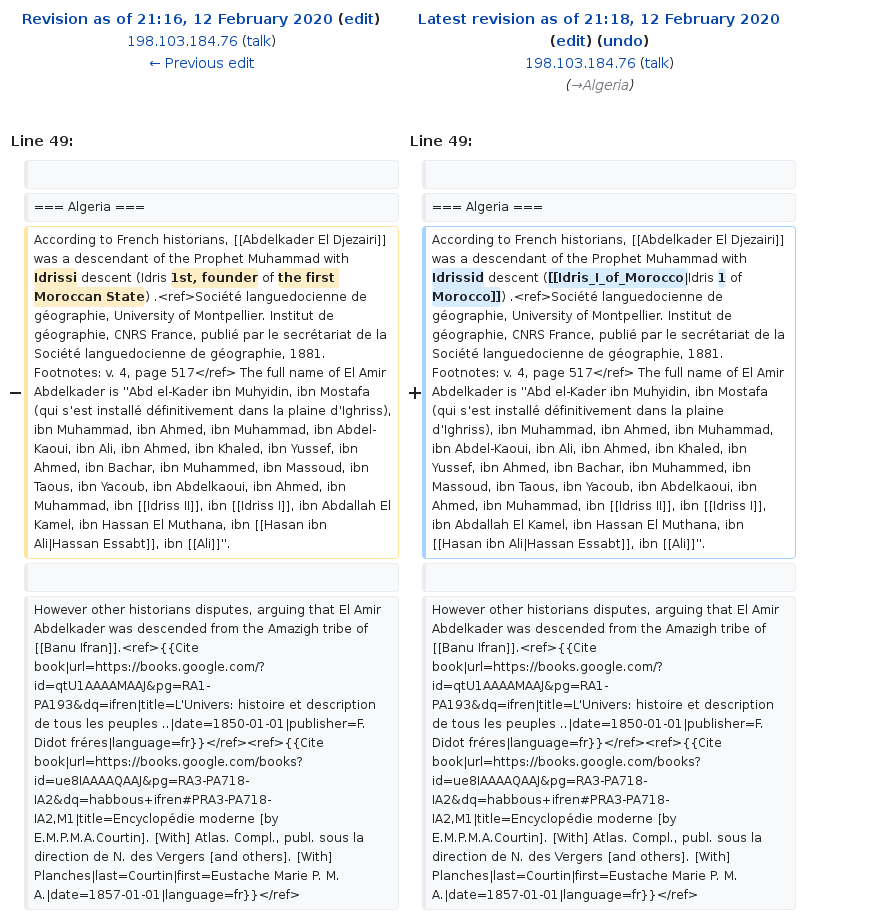 Revision as of 21:16, 12 February 2020 (edit)
198.103.184.76 (talk)
← Previous edit
Latest revision as of 21:18, 12 February 2020
(edit) (undo)
198.103.184.76 (talk)
(→Algeria)
Line 49:
=== Algeria ===
According to French historians, [[Abdelkader El Djezairi]]
was a descendant of the Prophet Muhammad with
Idrissi descent (Idris 1st, founder of the first
Moroccan State) .<ref>Société languedocienne de
géographie, University of Montpellier. Institut de
géographie, CNRS France, publié par le secrétariat de la
Société languedocienne de géographie, 1881.
Footnotes: v. 4, page 517</ref> The full name of El Amir
− Abdelkader is ''Abd el-Kader ibn Muhyidin, ibn Mostafa
(qui s'est installé définitivement dans la plaine d'Ighriss),
ibn Muhammad, ibn Ahmed, ibn Muhammad, ibn Abdel-
Kaoui, ibn Ali, ibn Ahmed, ibn Khaled, ibn Yussef, ibn
Ahmed, ibn Bachar, ibn Muhammed, ibn Massoud, ibn
Taous, ibn Yacoub, ibn Abdelkaoui, ibn Ahmed, ibn
Muhammad, ibn [[Idriss II]], ibn [[Idriss I]], ibn Abdallah El
Kamel, ibn Hassan El Muthana, ibn [[Hasan ibn
Ali|Hassan Essabt]], ibn [[Ali]]''.
However other historians disputes, arguing that El Amir
Abdelkader was descended from the Amazigh tribe of
[[Banu Ifran]].<ref>{{Cite
book|url=https://books.google.com/?
id=qtU1AAAAMAAJ&pg=RA1-
PA193&dq=ifren|title=L'Univers: histoire et description
de tous les peuples ..|date=1850-01-01|publisher=F.
Didot fréres|language=fr}}</ref><ref>{{Cite
book|url=https://books.google.com/books?
id=ue8IAAAAQAAJ&pg=RA3-PA718-
IA2&dq=habbous+ifren#PRA3-PA718-
IA2,M1|title=Encyclopédie moderne [by
E.M.P.M.A.Courtin]. [With] Atlas. Compl., publ. sous la
direction de N. des Vergers [and others]. [With]
Planches|last=Courtin|first=Eustache Marie P. M.
A.|date=1857-01-01|language=fr}}</ref>
Line 49:
=== Algeria ===
According to French historians, [[Abdelkader El Djezairi]]
was a descendant of the Prophet Muhammad with
Idrissid descent ([[Idris_I_of_Morocco|Idris 1 of
Morocco]]) .<ref>Société languedocienne de
géographie, University of Montpellier. Institut de
géographie, CNRS France, publié par le secrétariat de la
Société languedocienne de géographie, 1881.
Footnotes: v. 4, page 517</ref> The full name of El Amir
+ Abdelkader is ''Abd el-Kader ibn Muhyidin, ibn Mostafa
(qui s'est installé définitivement dans la plaine
d'Ighriss), ibn Muhammad, ibn Ahmed, ibn Muhammad,
ibn Abdel-Kaoui, ibn Ali, ibn Ahmed, ibn Khaled, ibn
Yussef, ibn Ahmed, ibn Bachar, ibn Muhammed, ibn
Massoud, ibn Taous, ibn Yacoub, ibn Abdelkaoui, ibn
Ahmed, ibn Muhammad, ibn [[Idriss II]], ibn [[Idriss I]],
ibn Abdallah El Kamel, ibn Hassan El Muthana, ibn
[[Hasan ibn Ali|Hassan Essabt]], ibn [[Ali]]''.
However other historians disputes, arguing that El Amir
Abdelkader was descended from the Amazigh tribe of
[[Banu Ifran]].<ref>{{Cite
book|url=https://books.google.com/?
id=qtU1AAAAMAAJ&pg=RA1-
PA193&dq=ifren|title=L'Univers: histoire et description
de tous les peuples ..|date=1850-01-01|publisher=F.
Didot fréres|language=fr}}</ref><ref>{{Cite
book|url=https://books.google.com/books?
id=ue8IAAAAQAAJ&pg=RA3-PA718-
IA2&dq=habbous+ifren#PRA3-PA718-
IA2,M1|title=Encyclopédie moderne [by
E.M.P.M.A.Courtin]. [With] Atlas. Compl., publ. sous la
direction de N. des Vergers [and others]. [With]
Planches|last=Courtin|first=Eustache Marie P. M.
A.|date=1857-01-01|language=fr}}</ref>